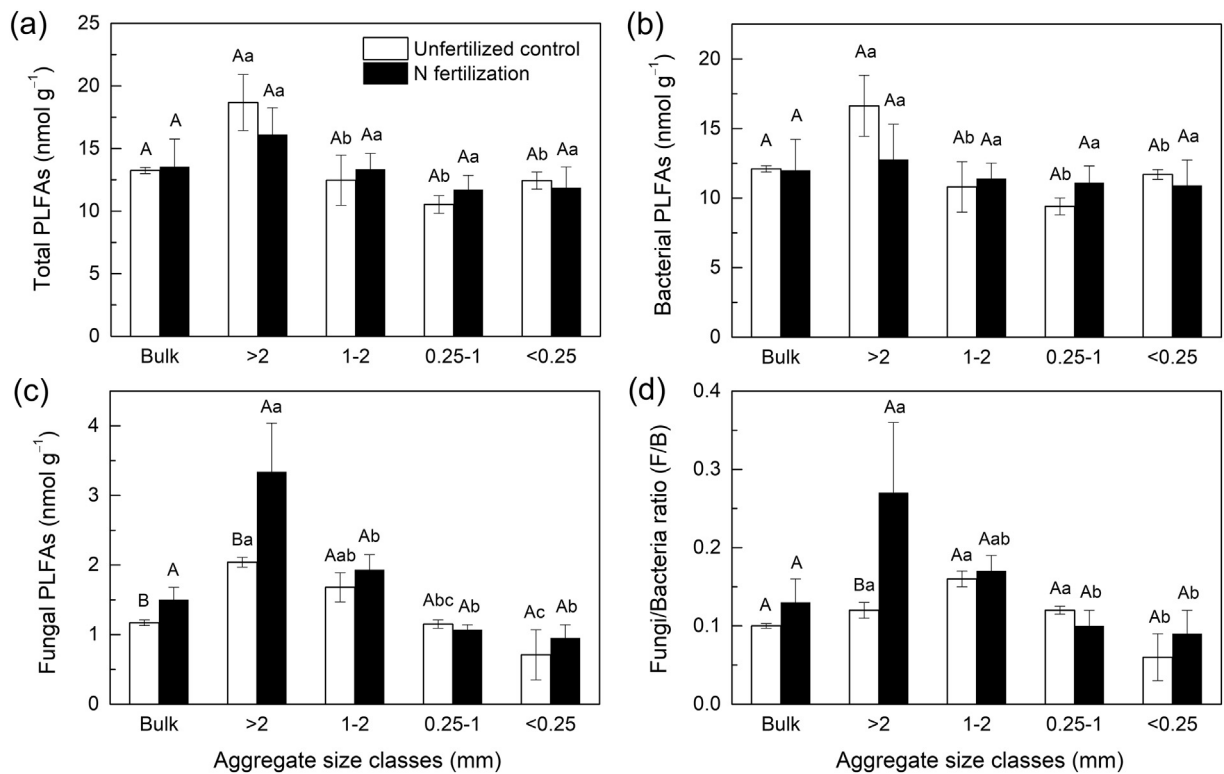 (a)
Total PLFAs (nmol g⁻¹)
25
20
15
10
5
0
Unfertilized control
N fertilization
A
A
Aa
Aa
Ab
Aa
Ab
Aa
Ab
Aa
Bulk >2 1-2 0.25-1 <0.25
(b)
Bacterial PLFAs (nmol g⁻¹)
20
15
10
5
0
A
A
Aa
Aa
Ab
Aa
Ab
Aa
Ab
Aa
Bulk >2 1-2 0.25-1 <0.25
(c)
Fungal PLFAs (nmol g⁻¹)
4
3
2
1
0
B
A
Ba
Aa
Aab
Ab
Abc
Ab
Ac
Ab
Bulk >2 1-2 0.25-1 <0.25
Aggregate size classes (mm)
(d)
Fungi/Bacteria ratio (F/B)
0.4
0.3
0.2
0.1
0.0
A
A
Ba
Aa
Aa
Aab
Aa
Ab
Ab
Ab
Bulk >2 1-2 0.25-1 <0.25
Aggregate size classes (mm)